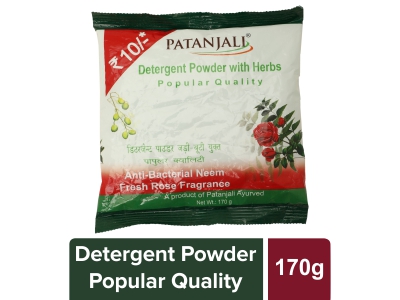 ₹ 10/-*
PATANJALI®
Detergent Powder with Herbs
Popular Quality
डिटर्जेन्ट पाउडर जड़ी-बूटी युक्त
पापुलर क्वालिटी
Anti-Bacterial Neem
Fresh Rose Fragrance
A product of Patanjali Ayurved
Net Wt.: 170 g
Detergent Powder
Popular Quality
170g